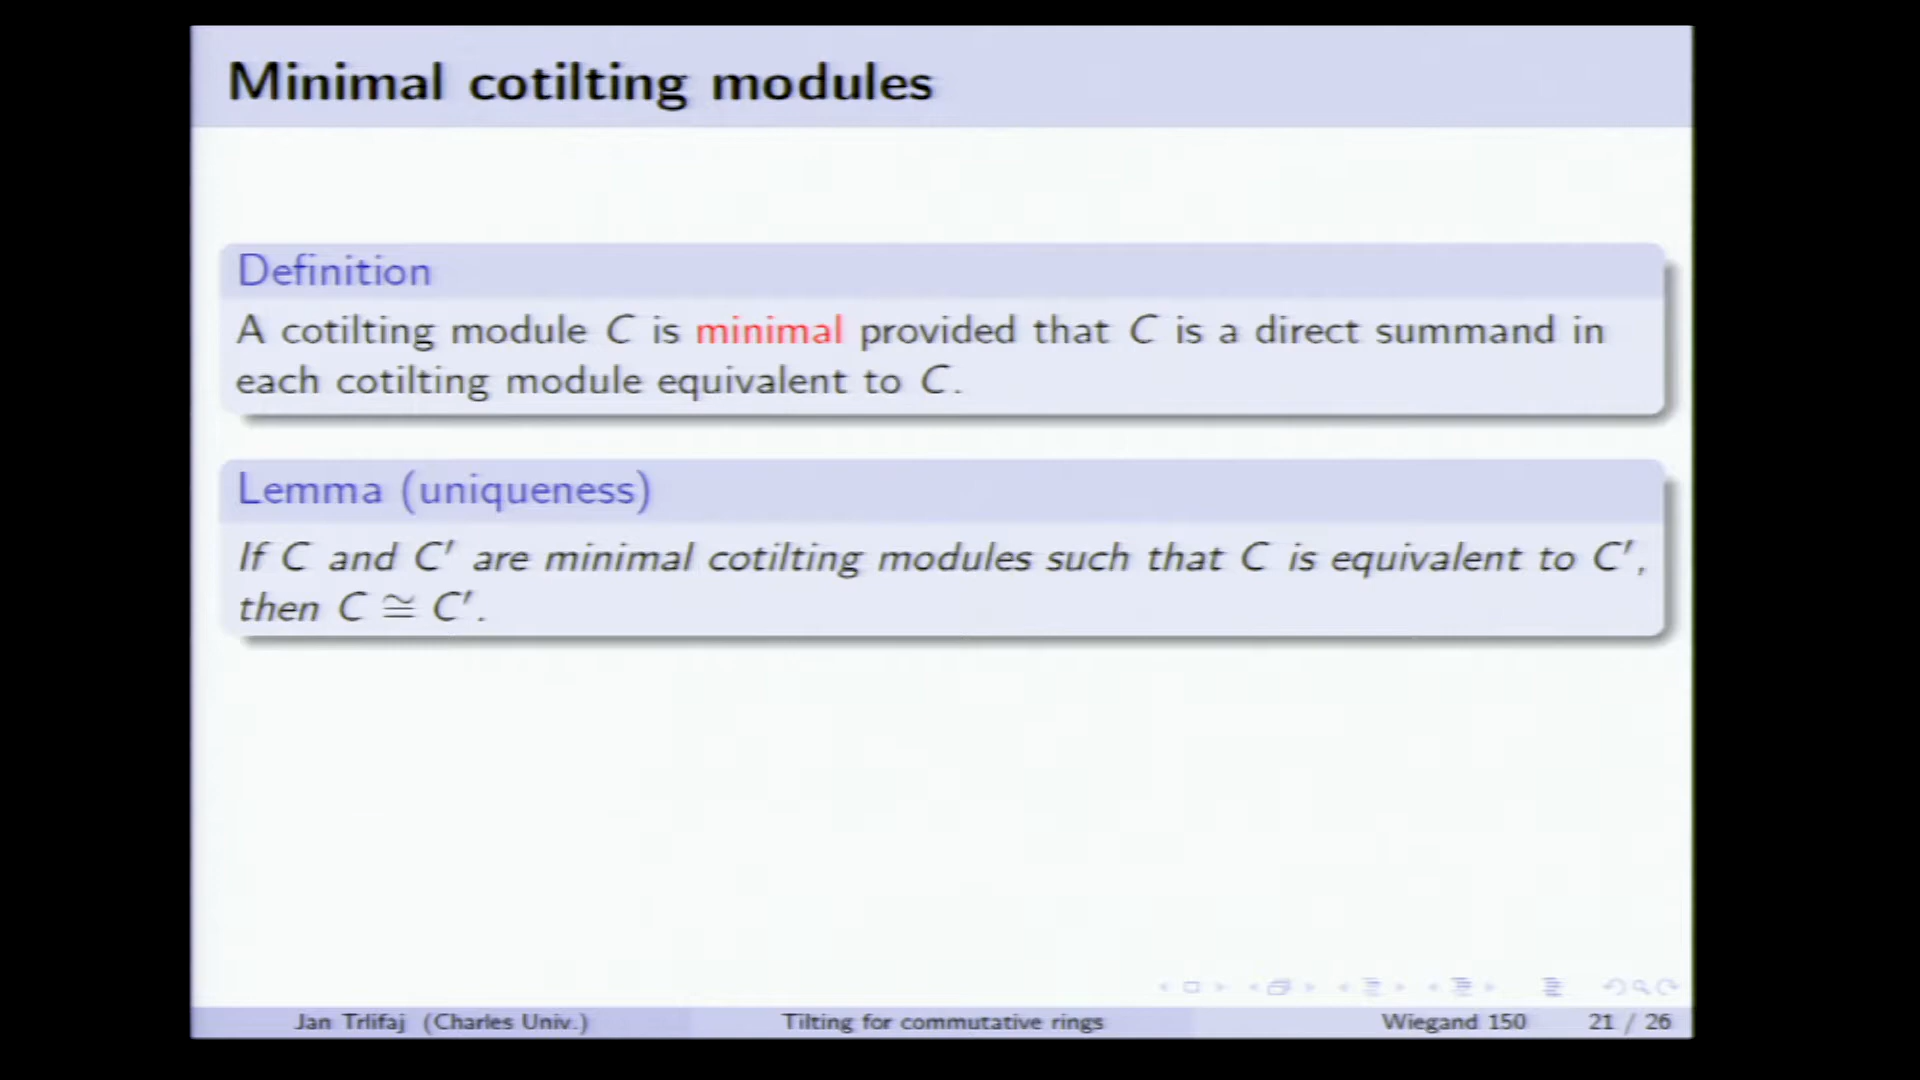 Minimal cotilting modules
Definition
A cotilting module C is minimal provided that C is a direct summand in
each cotilting module equivalent to C.
Lemma (uniqueness)
If C and C′ are minimal cotilting modules such that C is equivalent to C′,
then C ≅ C′.
Jan Trlifaj (Charles Univ.) Tilting for commutative rings Wiegand 150 21 / 26